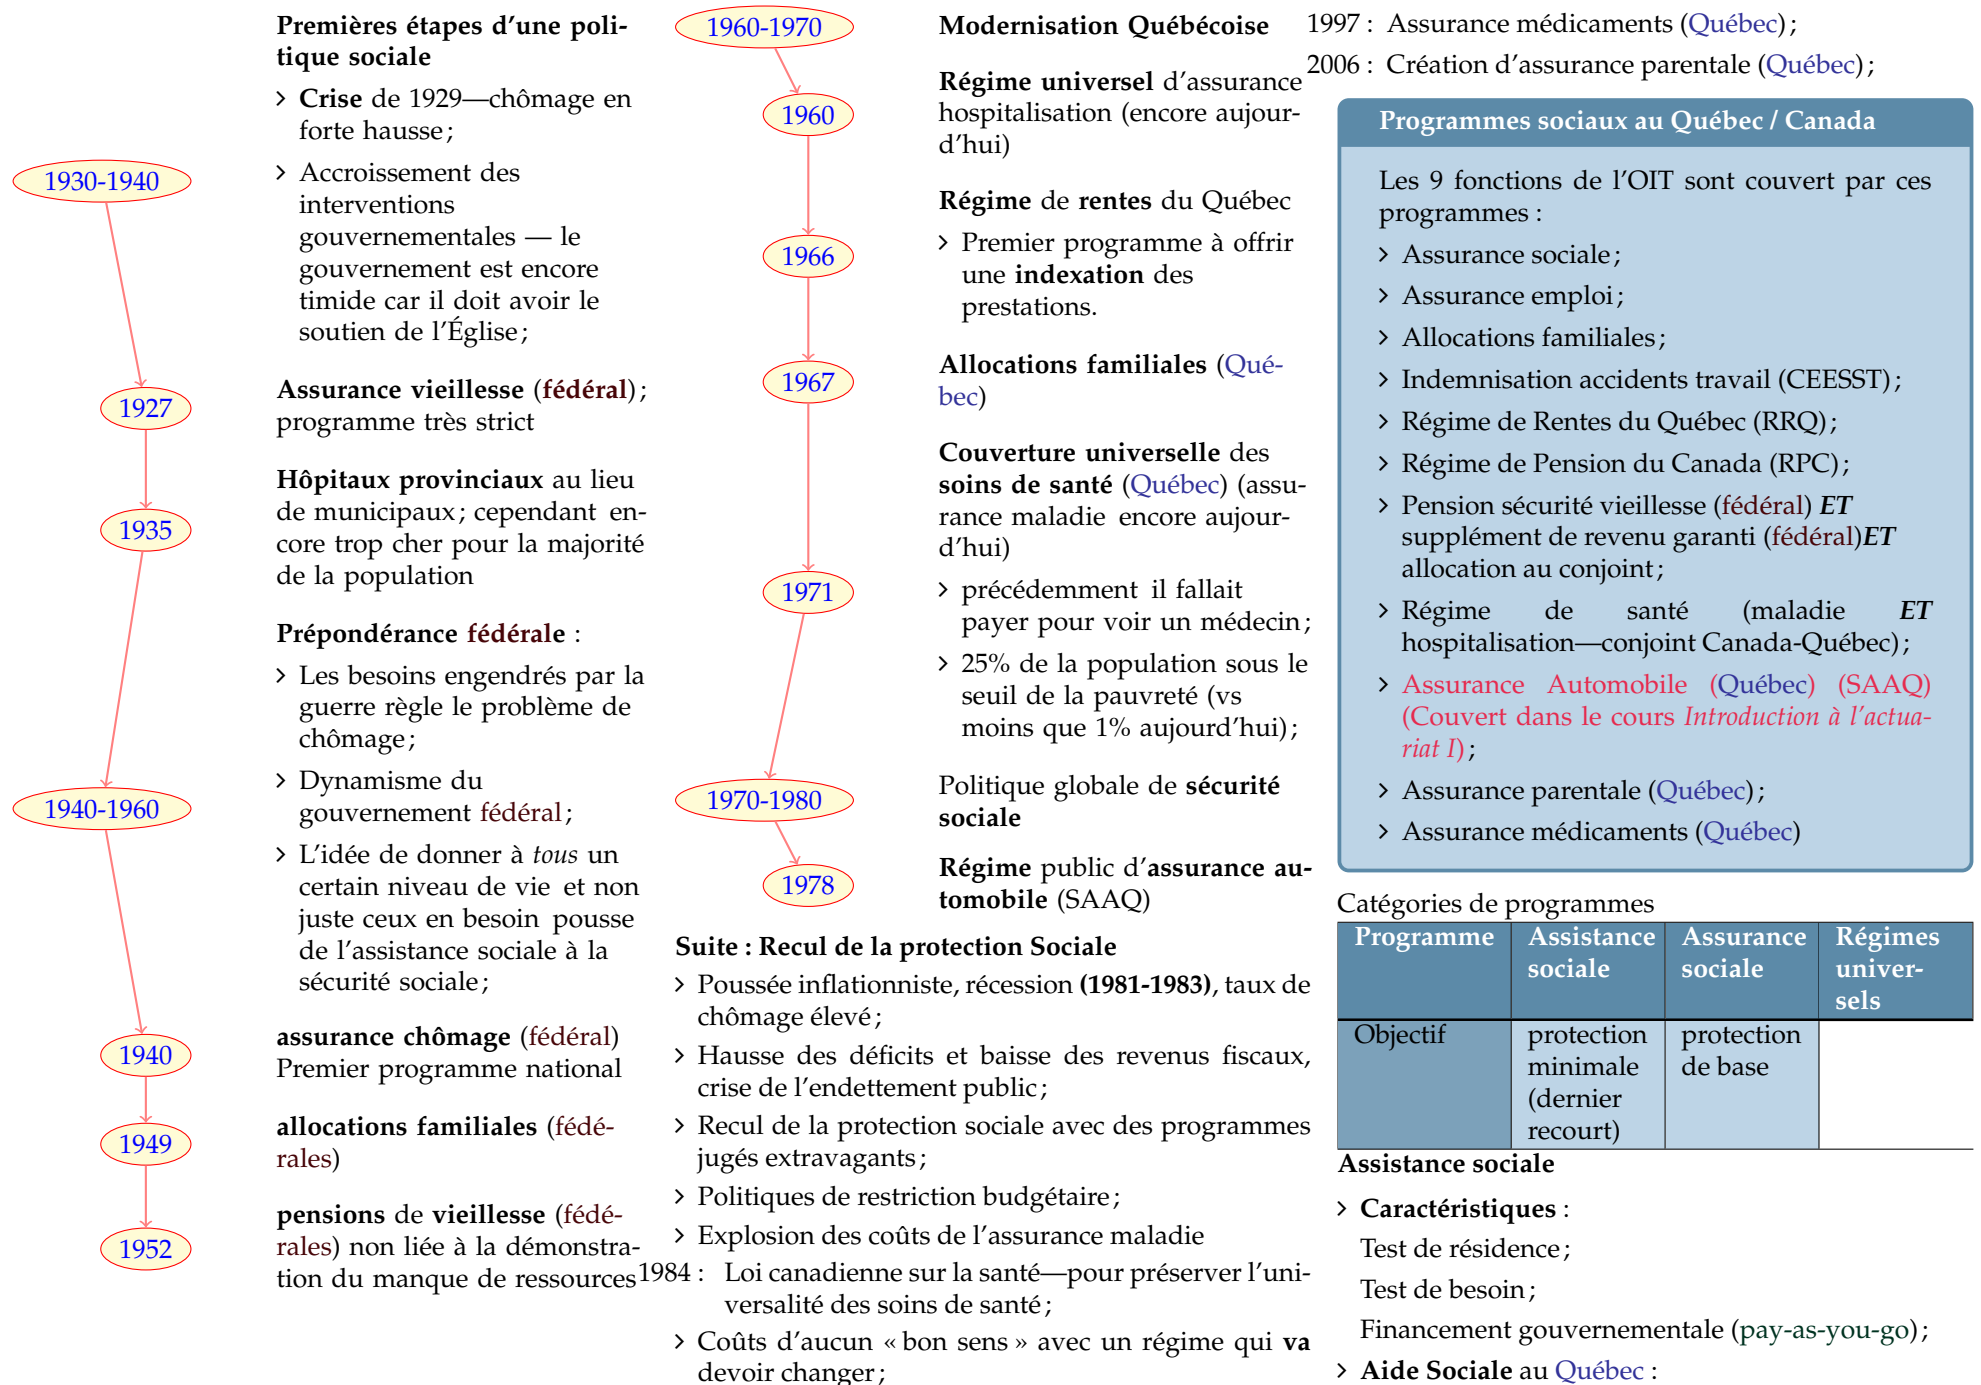 Premières étapes d'une poli-
tique sociale
› Crise de 1929—chômage en
forte hausse ;
1930-1940
› Accroissement des
interventions
gouvernementales — le
gouvernement est encore
timide car il doit avoir le
soutien de l'Église ;
1927
Assurance vieillesse (fédéral) ;
programme très strict
1935
Hôpitaux provinciaux au lieu
de municipaux ; cependant en-
core trop cher pour la majorité
de la population
1940-1960
Prépondérance fédérale :
› Les besoins engendrés par la
guerre règle le problème de
chômage ;
› Dynamisme du
gouvernement fédéral ;
› L'idée de donner à tous un
certain niveau de vie et non
juste ceux en besoin pousse
de l'assistance sociale à la
sécurité sociale ;
1940
assurance chômage (fédéral)
Premier programme national
1949
allocations familiales (fédé-
rales)
1952
pensions de vieillesse (fédé-
rales) non liée à la démonstra-
tion du manque de ressources
1960-1970
Modernisation Québécoise
1960
Régime universel d'assurance
hospitalisation (encore aujour-
d'hui)
1966
Régime de rentes du Québec
› Premier programme à offrir
une indexation des
prestations.
1967
Allocations familiales (Qué-
bec)
1971
Couverture universelle des
soins de santé (Québec) (assu-
rance maladie encore aujour-
d'hui)
› précédemment il fallait
payer pour voir un médecin ;
› 25% de la population sous le
seuil de la pauvreté (vs
moins que 1% aujourd'hui) ;
1970-1980
Politique globale de sécurité
sociale
1978
Régime public d'assurance au-
tomobile (SAAQ)
Suite : Recul de la protection Sociale
› Poussée inflationniste, récession (1981-1983), taux de
chômage élevé ;
› Hausse des déficits et baisse des revenus fiscaux,
crise de l'endettement public ;
› Recul de la protection sociale avec des programmes
jugés extravagants ;
› Politiques de restriction budgétaire ;
› Explosion des coûts de l'assurance maladie
1984 : Loi canadienne sur la santé—pour préserver l'uni-
versalité des soins de santé ;
› Coûts d'aucun « bon sens » avec un régime qui va
devoir changer ;
1997 : Assurance médicaments (Québec) ;
2006 : Création d'assurance parentale (Québec) ;
Programmes sociaux au Québec / Canada
Les 9 fonctions de l'OIT sont couvert par ces
programmes :
› Assurance sociale ;
› Assurance emploi ;
› Allocations familiales ;
› Indemnisation accidents travail (CEESST) ;
› Régime de Rentes du Québec (RRQ) ;
› Régime de Pension du Canada (RPC) ;
› Pension sécurité vieillesse (fédéral) ET
supplément de revenu garanti (fédéral)ET
allocation au conjoint ;
› Régime de santé (maladie ET
hospitalisation—conjoint Canada-Québec) ;
› Assurance Automobile (Québec) (SAAQ)
(Couvert dans le cours Introduction à l'actua-
riat I) ;
› Assurance parentale (Québec) ;
› Assurance médicaments (Québec)
Catégories de programmes
Programme Assistance Assurance Régimes
sociale sociale univer-
sels
Objectif protection protection
minimale de base
(dernier
recourt)
Assistance sociale
› Caractéristiques :
Test de résidence ;
Test de besoin ;
Financement gouvernementale (pay-as-you-go) ;
› Aide Sociale au Québec :